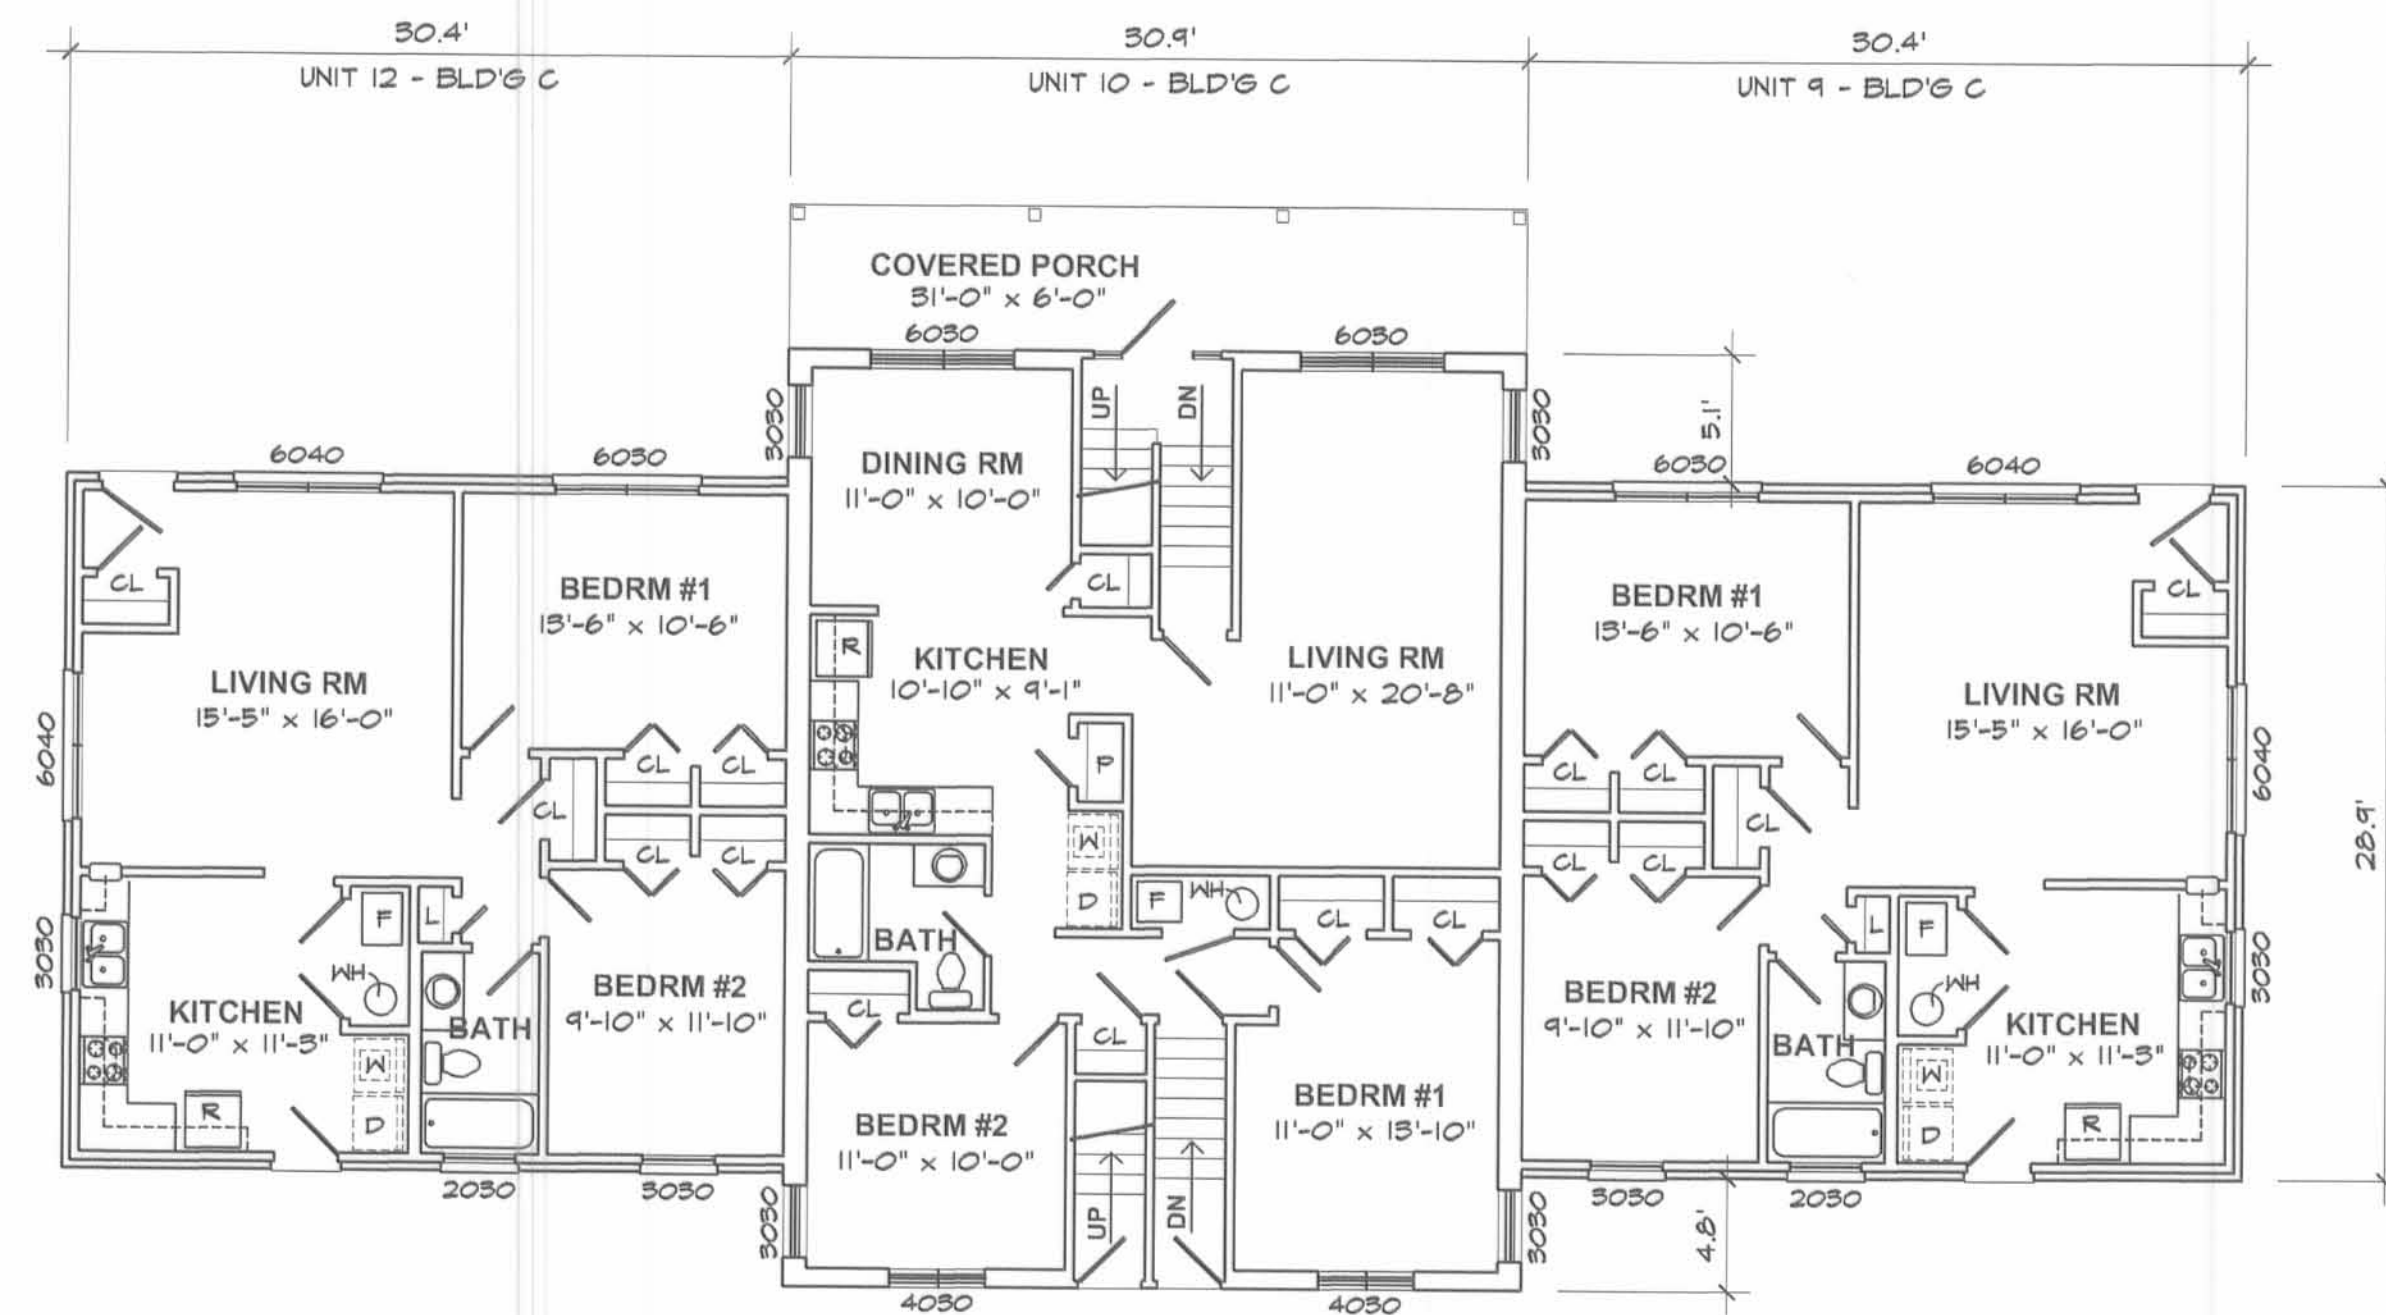 30.4'
30.9'
30.4'
UNIT 12 - BLD'G C
UNIT 10 - BLD'G C
UNIT 9 - BLD'G C
COVERED PORCH
31'-0" x 6'-0"
6030
6030
3030
UP
DN
3030
5.1'
6040
6030
DINING RM
11'-0" x 10'-0"
6030
6040
CL
BEDRM #1
13'-6" x 10'-6"
CL
BEDRM #1
13'-6" x 10'-6"
CL
R
KITCHEN
10'-10" x 9'-1"
LIVING RM
11'-0" x 20'-8"
LIVING RM
15'-5" x 16'-0"
LIVING RM
15'-5" x 16'-0"
6040
CL
CL
P
CL
CL
6040
CL
CL
28.9'
W
CL
CL
CL
CL
F
L
D
F
WH
CL
CL
L
F
3030
BATH
3030
WH
BEDRM #2
9'-10" x 11'-10"
CL
BEDRM #2
9'-10" x 11'-10"
WH
KITCHEN
11'-0" x 11'-3"
BATH
CL
BATH
KITCHEN
11'-0" x 11'-3"
W
W
R
D
BEDRM #2
11'-0" x 10'-0"
BEDRM #1
11'-0" x 13'-10"
D
R
2030
3030
3030
UP
DN
3030
3030
2030
4.8'
4030
4030